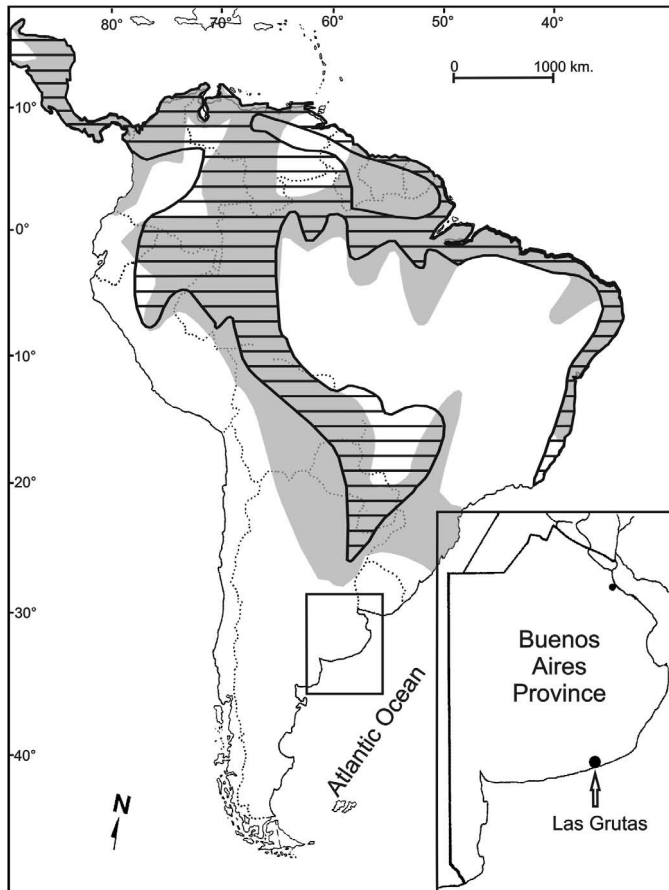 80° 70° 60° 50° 40°
0 1000 km.
10°
0°
10°
20°
30°
40°
N
Atlantic Ocean
Buenos
Aires
Province
Las Grutas